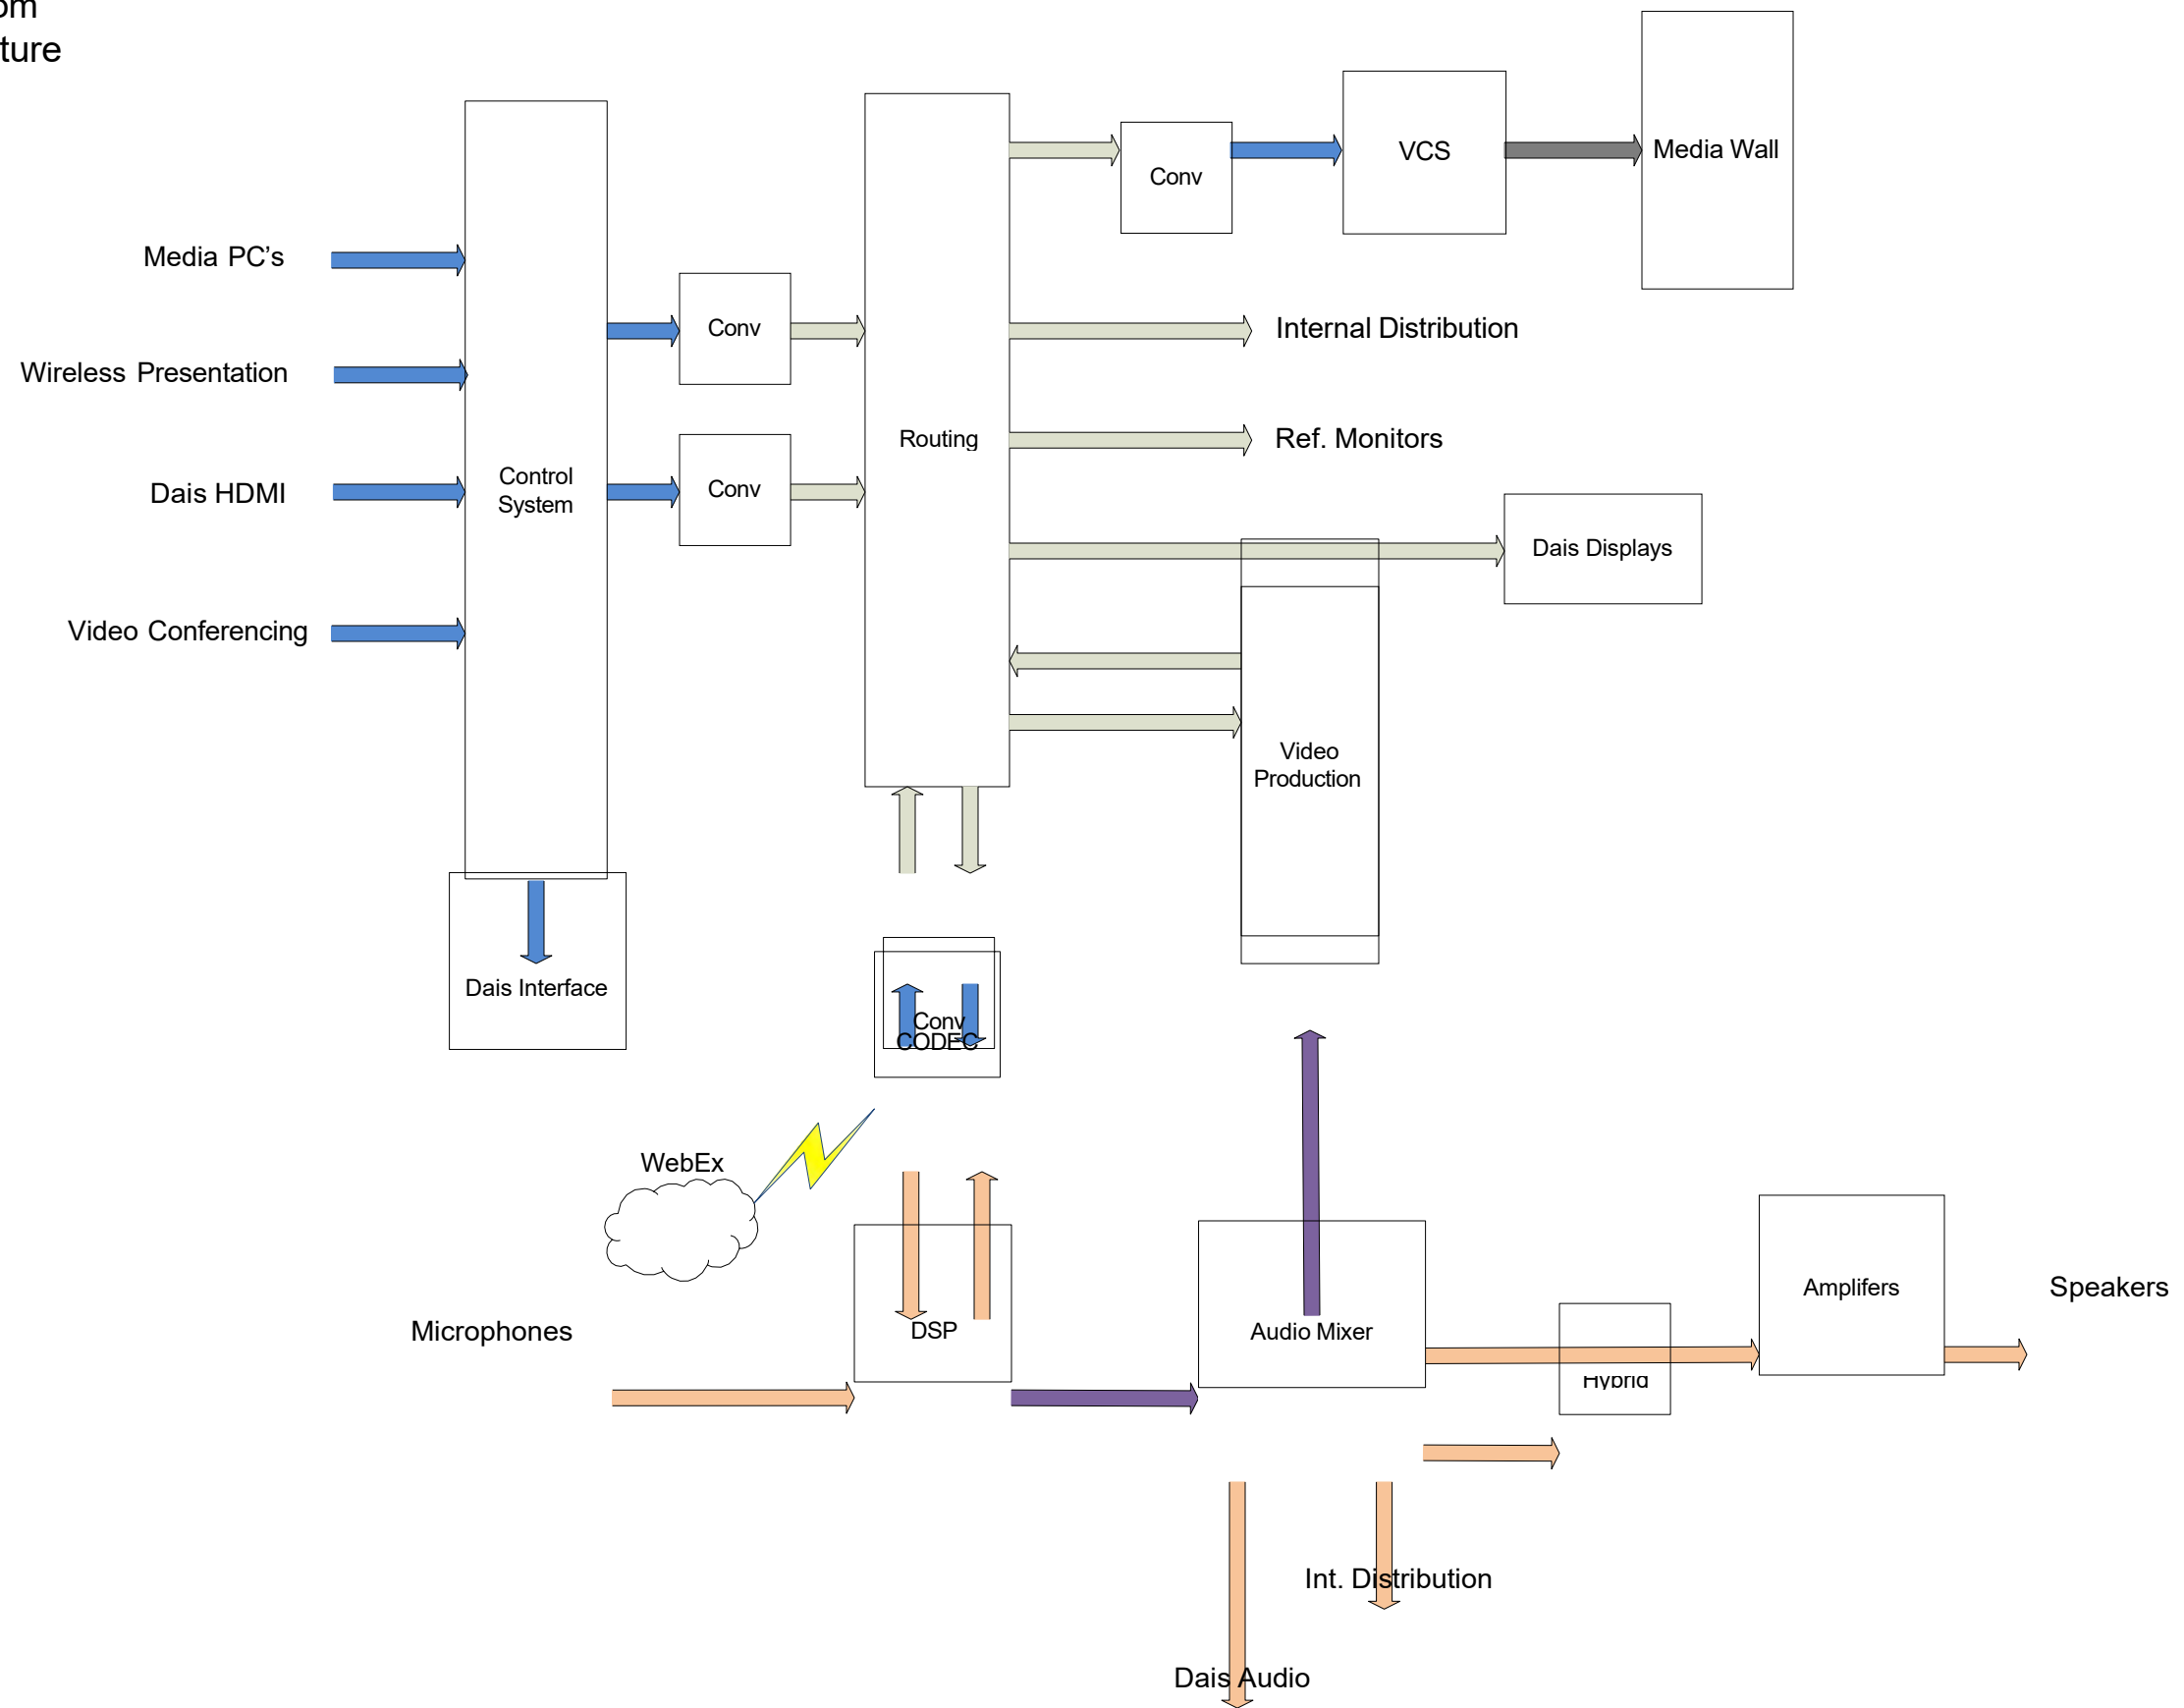 ture
Media Wall
VCS
Conv
Media PC’s
Conv
Internal Distribution
Wireless Presentation
Routing
Ref. Monitors
Control
System
Dais HDMI
Conv
Dais Displays
Video Conferencing
Video
Production
Dais Interface
Conv
CODEC
WebEx
Microphones
DSP
Audio Mixer
Hybrid
Amplifers
Speakers
Int. Distribution
Dais Audio